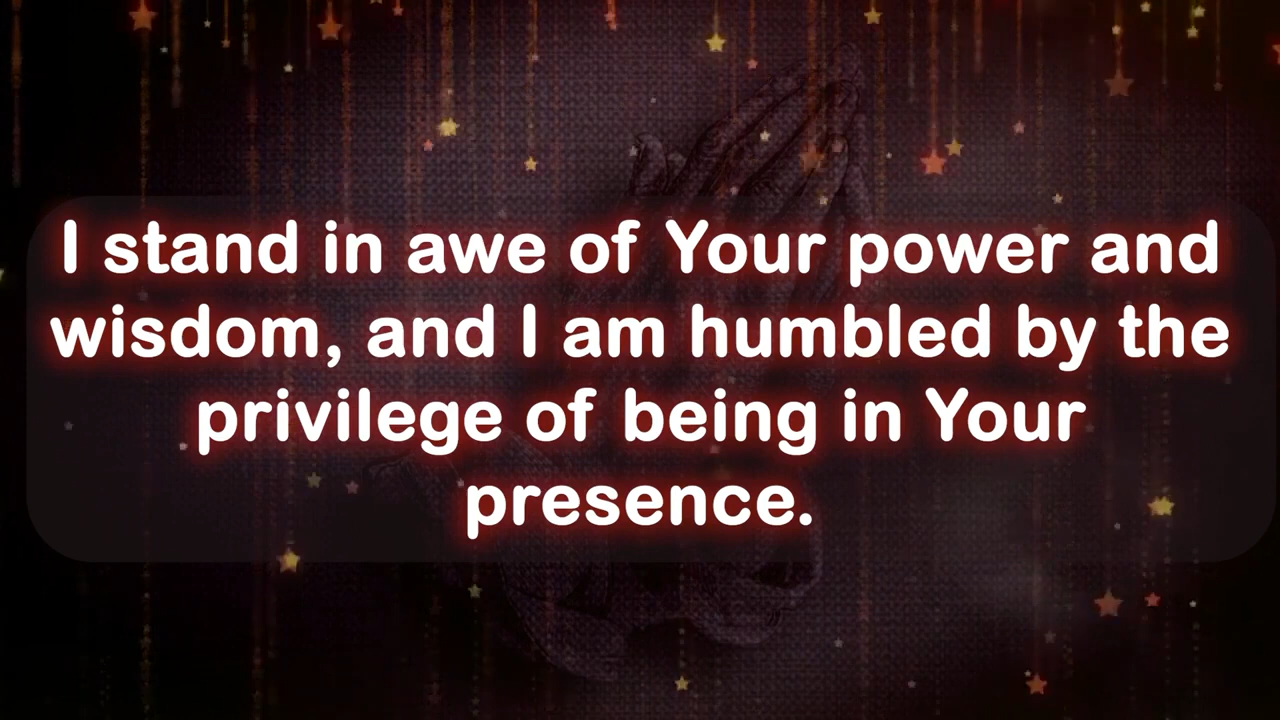 I stand in awe of Your power and
wisdom, and I am humbled by the
privilege of being in Your
presence.